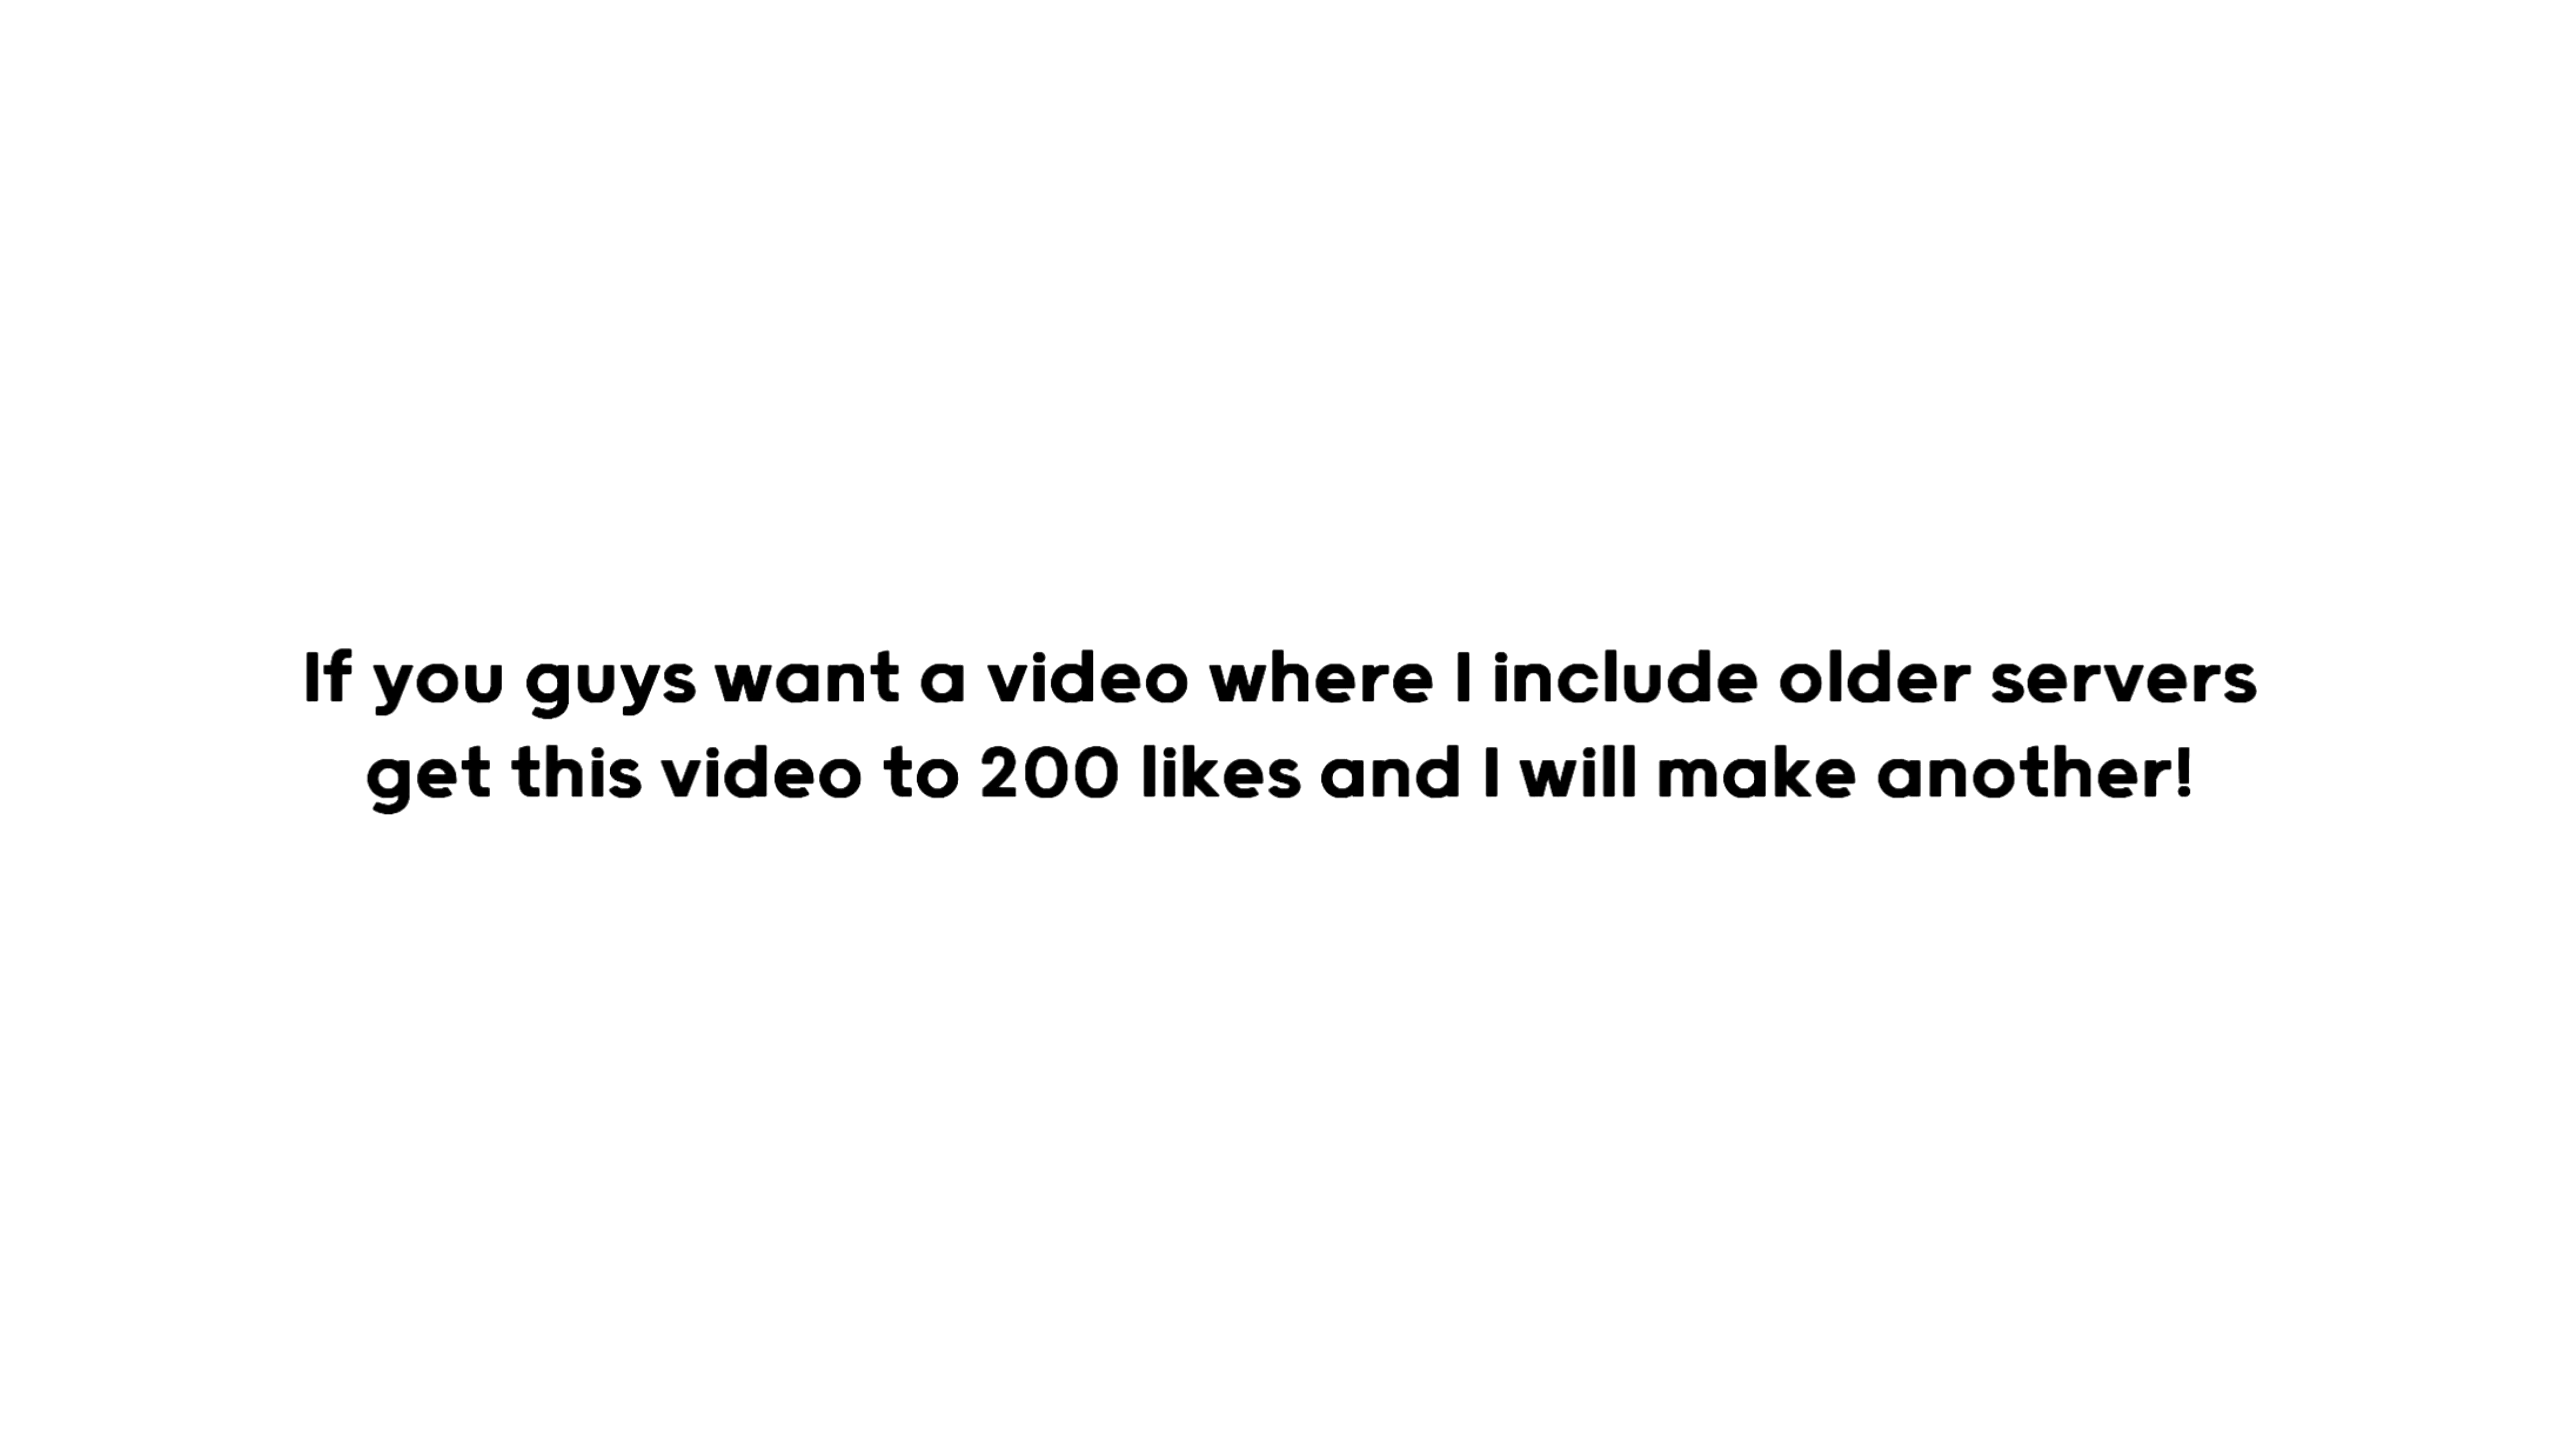 If you guys want a video where I include older servers
get this video to 200 likes and I will make another!